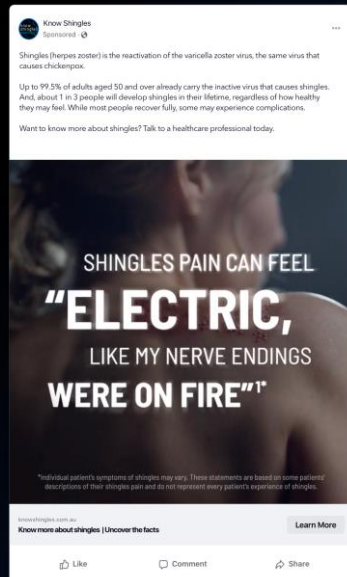 Know Shingles
Sponsored ·
Shingles (herpes zoster) is the reactivation of the varicella zoster virus, the same virus that
causes chickenpox.
Up to 99.5% of adults aged 50 and over already carry the inactive virus that causes shingles.
And, about 1 in 3 people will develop shingles in their lifetime, regardless of how healthy
they may feel. While most people recover fully, some may experience complications.
Want to know more about shingles? Talk to a healthcare professional today.
SHINGLES PAIN CAN FEEL
“ELECTRIC,
LIKE MY NERVE ENDINGS
WERE ON FIRE”1*
*Individual patient's symptoms of shingles may vary. These statements are based on some patients'
descriptions of their shingles pain and do not represent every patient's experience of shingles.
knowshingles.com.au
Know more about shingles | Uncover the facts
Learn More
Like
Comment
Share